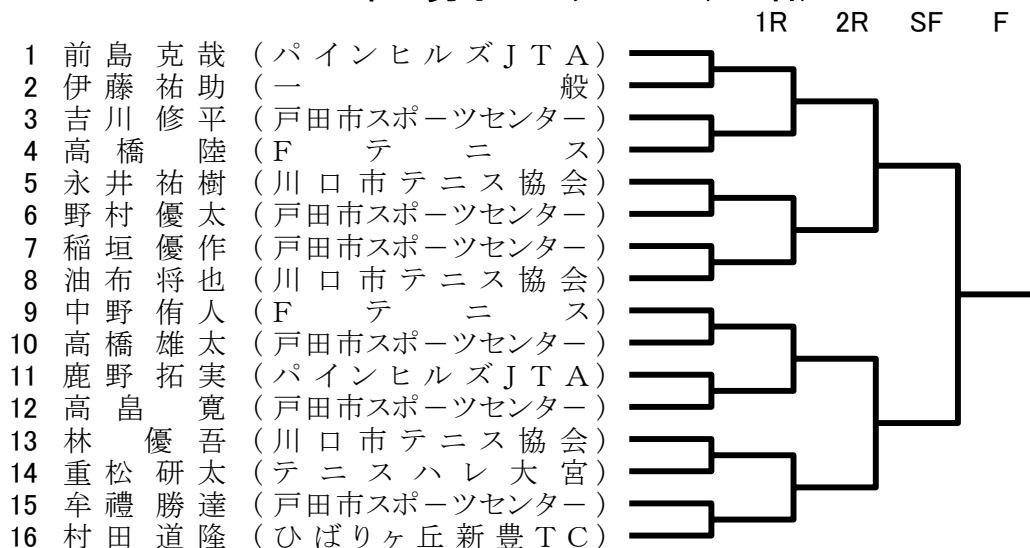 1R 2R SF F
1 前島 克哉 (パインヒルズJTA)
2 伊藤祐助 (一般)
3 吉川 修平 (戸田市スポーツセンター)
4 高橋 陸 (Fテニス)
5 永井祐樹 (川口市テニス協会)
6 野村優太 (戸田市スポーツセンター)
7 稲垣優作 (戸田市スポーツセンター)
8 油布将也 (川口市テニス協会)
9 中野侑人 (Fテニス)
10 高橋 雄太 (戸田市スポーツセンター)
11 鹿野拓実 (パインヒルズJTA)
12 高畠 寛 (戸田市スポーツセンター)
13 林 優吾 (川口市テニス協会)
14 重松研太 (テニスハレ大宮)
15 牟禮勝達 (戸田市スポーツセンター)
16 村田道隆 (ひばりヶ丘新豊TC)